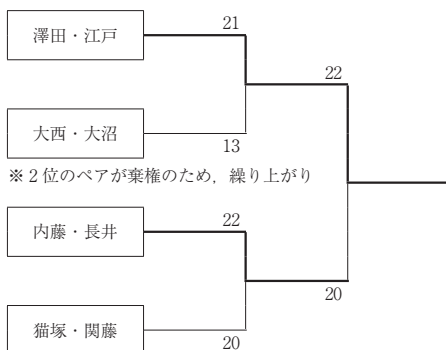 澤田・江戸
21
22
大西・大沼
13
※２位のペアが棄権のため，繰り上がり
内藤・長井
22
20
猫塚・関藤
20